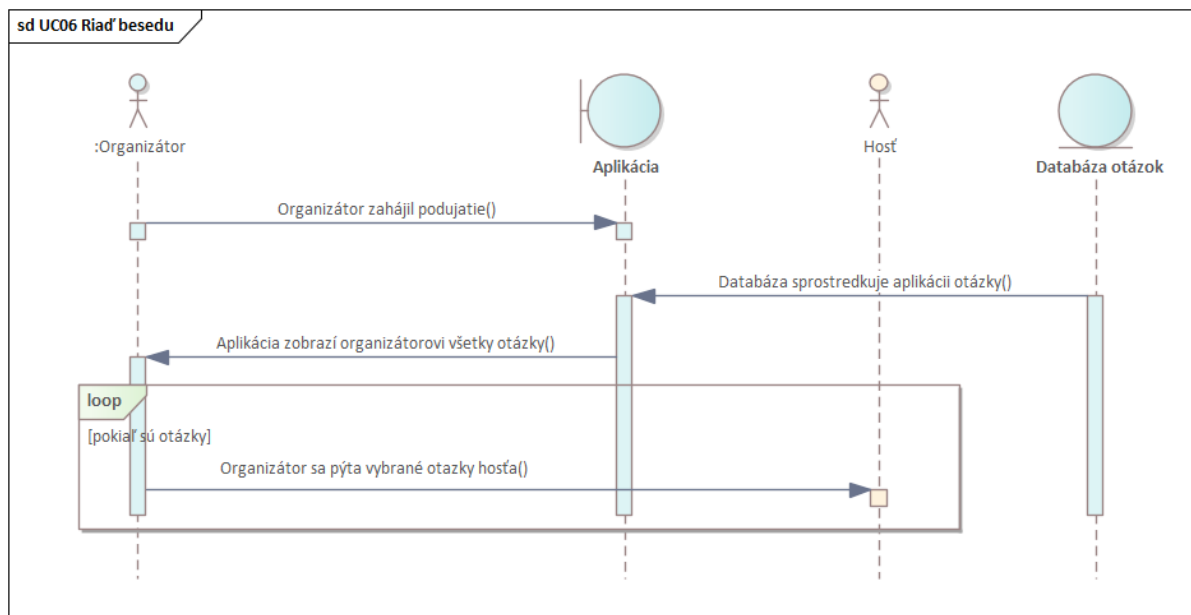 sd UC06 Riaď besedu
:Organizátor
Aplikácia
Hosť
Databáza otázok
Organizátor zahájil podujatie()
Databáza sprostredkuje aplikácii otázky()
Aplikácia zobrazí organizátorovi všetky otázky()
loop
[pokiaľ sú otázky]
Organizátor sa pýta vybrané otazky hosťa()